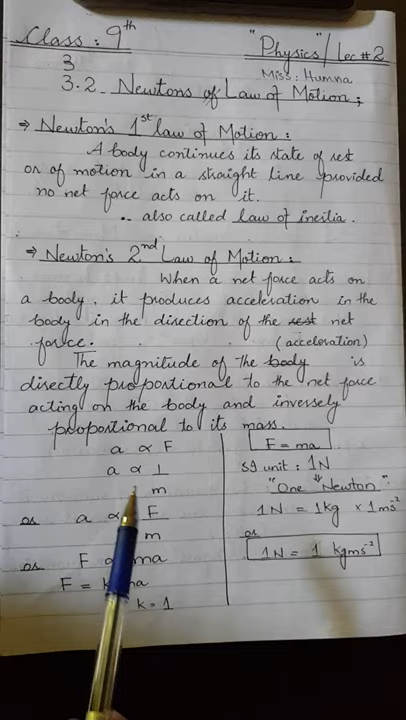 Class : 9th
"Physics" / Lec # 2
Miss : Humna
3
3.2 - Newtons of Law of Motion ;
⇒ Newton's 1st law of Motion :
A body continues its state of rest
or of motion in a straight line provided
no net force acts on it.
∴ also called law of inertia.
⇒ Newton's 2nd Law of Motion :
When a net force acts on
a body, it produces acceleration in the
body in the direction of the rest net
force. (acceleration)
The magnitude of the body is
directly proportional to the net force
acting on the body and inversely
proportional to its mass.
a ∝ F
a ∝ 1
m
or a ∝ F
m
or F ∝ ma
F = k ma
k = 1
F = ma
SI unit : 1N
"One Newton"
1N = 1kg × 1ms⁻²
or
1N = 1 kgms⁻²